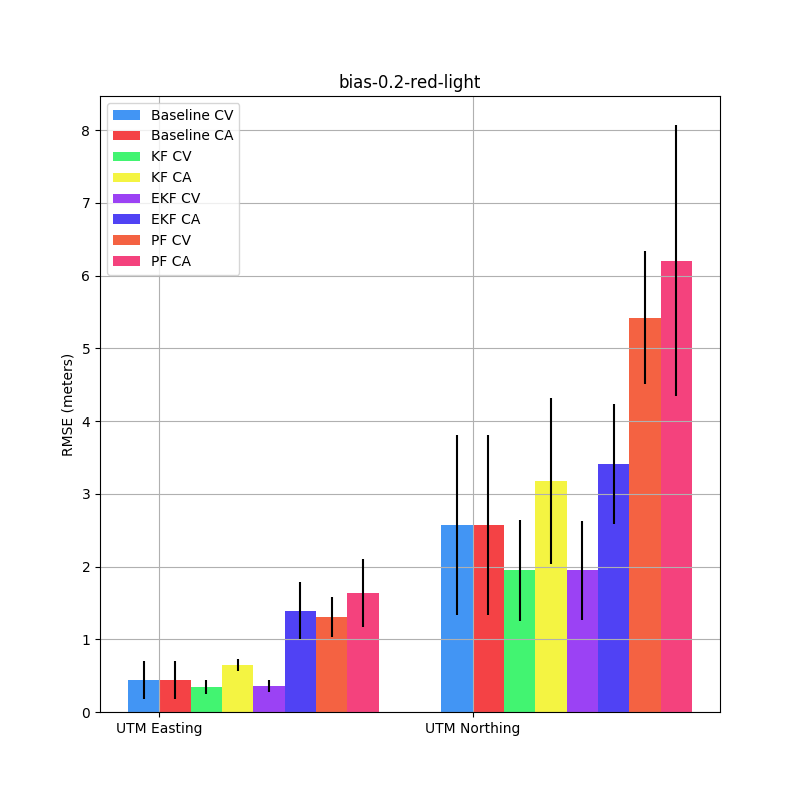 bias-0.2-red-light
Baseline CV
Baseline CA
KF CV
KF CA
EKF CV
EKF CA
PF CV
PF CA
RMSE (meters)
8
7
6
5
4
3
2
1
0
UTM Easting
UTM Northing